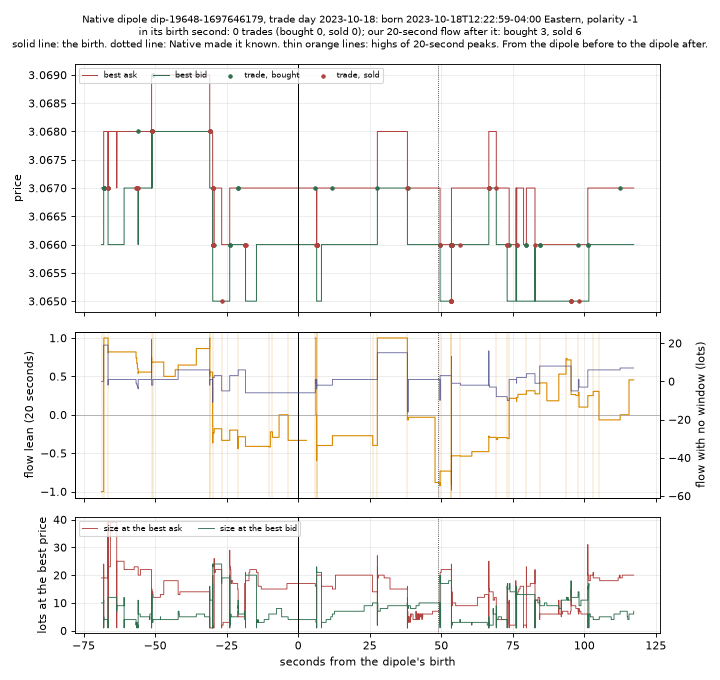 Native dipole dip-19648-1697646179, trade day 2023-10-18: born 2023-10-18T12:22:59-04:00 Eastern, polarity -1
in its birth second: 0 trades (bought 0, sold 0); our 20-second flow after it: bought 3, sold 6
solid line: the birth. dotted line: Native made it known. thin orange lines: highs of 20-second peaks. From the dipole before to the dipole after.
best ask best bid trade, bought trade, sold
3.0690
3.0685
3.0680
3.0675
3.0670
3.0665
3.0660
3.0655
3.0650
price
1.0
0.5
0.0
−0.5
−1.0
flow lean (20 seconds)
20
0
−20
−40
−60
flow with no window (lots)
size at the best ask size at the best bid
40
30
20
10
0
lots at the best price
−75 −50 −25 0 25 50 75 100 125
seconds from the dipole's birth